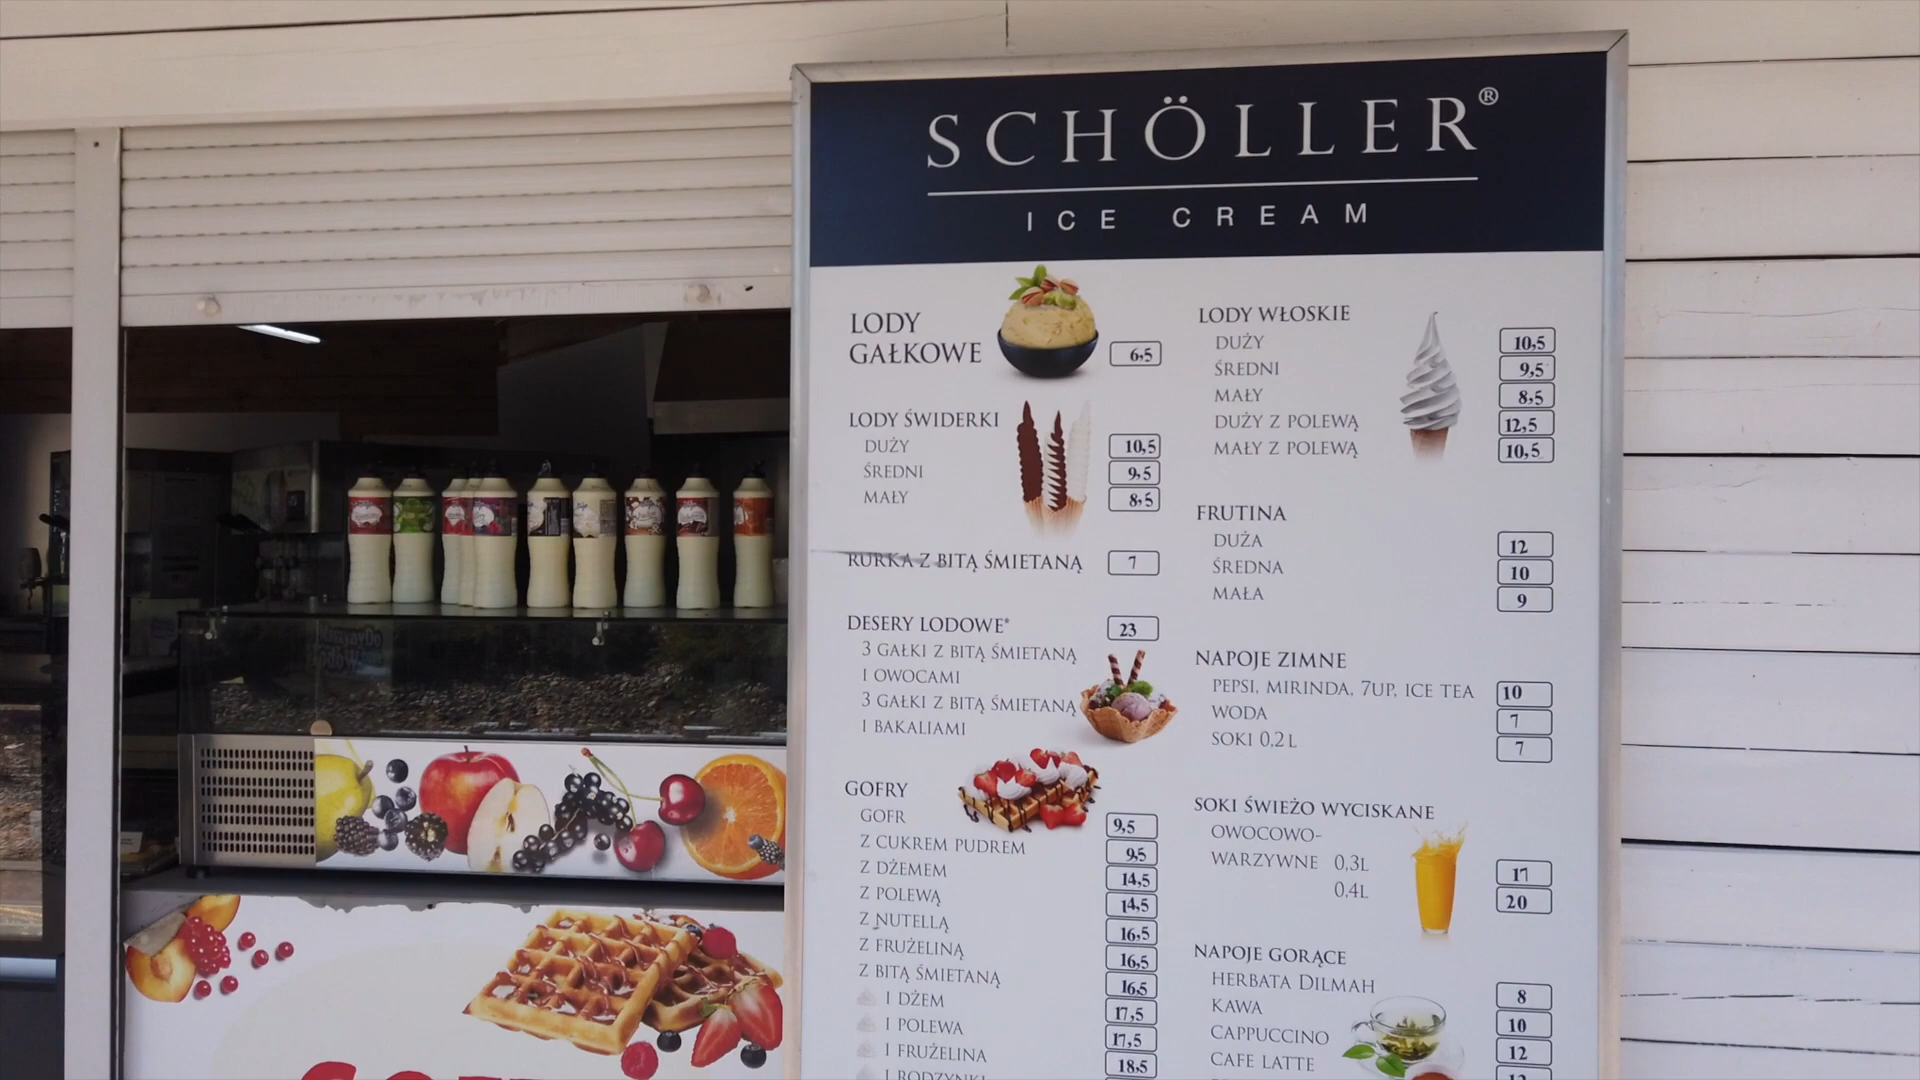 SCHÖLLER®
ICE CREAM
LODY
GAŁKOWE 6,5
LODY ŚWIDERKI
DUŻY 10,5
ŚREDNI 9,5
MAŁY 8,5
RURKA Z BITĄ ŚMIETANĄ 7
DESERY LODOWE* 23
3 GAŁKI Z BITĄ ŚMIETANĄ
I OWOCAMI
3 GAŁKI Z BITĄ ŚMIETANĄ
I BAKALIAMI
GOFRY
GOFR 9,5
Z CUKREM PUDREM 9,5
Z DŻEMEM 14,5
Z POLEWĄ 14,5
Z NUTELLĄ 16,5
Z FRUŻELINĄ 16,5
Z BITĄ ŚMIETANĄ 16,5
I DŻEM 17,5
I POLEWA 17,5
I FRUŻELINA 18,5
I RODZYNKI
LODY WŁOSKIE
DUŻY 10,5
ŚREDNI 9,5
MAŁY 8,5
DUŻY Z POLEWĄ 12,5
MAŁY Z POLEWĄ 10,5
FRUTINA
DUŻA 12
ŚREDNA 10
MAŁA 9
NAPOJE ZIMNE
PEPSI, MIRINDA, 7UP, ICE TEA 10
WODA 7
SOKI 0,2L 7
SOKI ŚWIEŻO WYCISKANE
OWOCOWO-
WARZYWNE 0,3L 17
0,4L 20
NAPOJE GORĄCE
HERBATA DILMAH 8
KAWA 10
CAPPUCCINO 12
CAFE LATTE 12